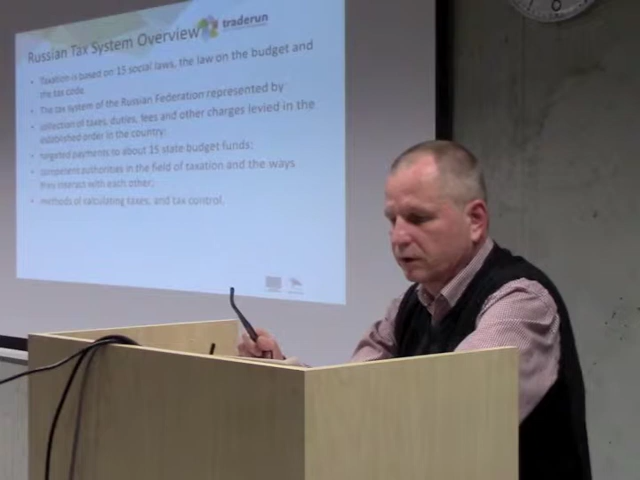 traderun
Russian Tax System Overview
• Taxation is based on 15 social laws, the law on the budget and
the tax code.
• The tax system of the Russian Federation represented by
• collection of taxes, duties, fees and other charges levied in the
established order in the country;
• targeted payments to about 15 state budget funds;
• competent authorities in the field of taxation and the ways
they interact with each other;
• methods of calculating taxes, and tax control.